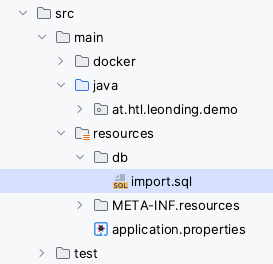 src
main
docker
java
at.htl.leonding.demo
resources
db
SQL import.sql
META-INF.resources
application.properties
test